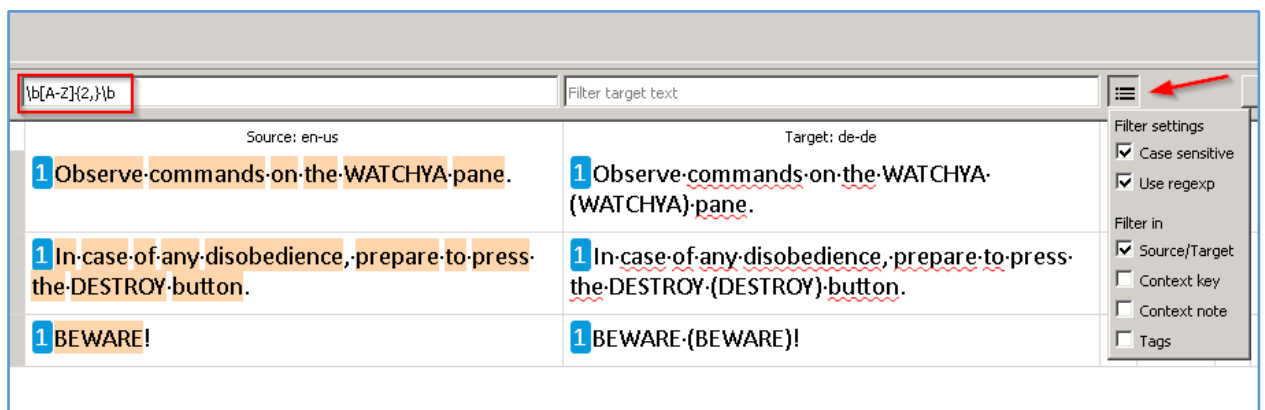 \b[A-Z]{2,}\b
Filter target text
Source: en-us
Target: de-de
1 Observe·commands·on·the·WATCHYA·pane.
1 Observe·commands·on·the·WATCHYA·
(WATCHYA)·pane.
1 In·case·of·any·disobedience,·prepare·to·press·
the·DESTROY·button.
1 In·case·of·any·disobedience,·prepare·to·press·
the·DESTROY·(DESTROY)·button.
1 BEWARE!
1 BEWARE·(BEWARE)!
Filter settings
Case sensitive
Use regexp
Filter in
Source/Target
Context key
Context note
Tags